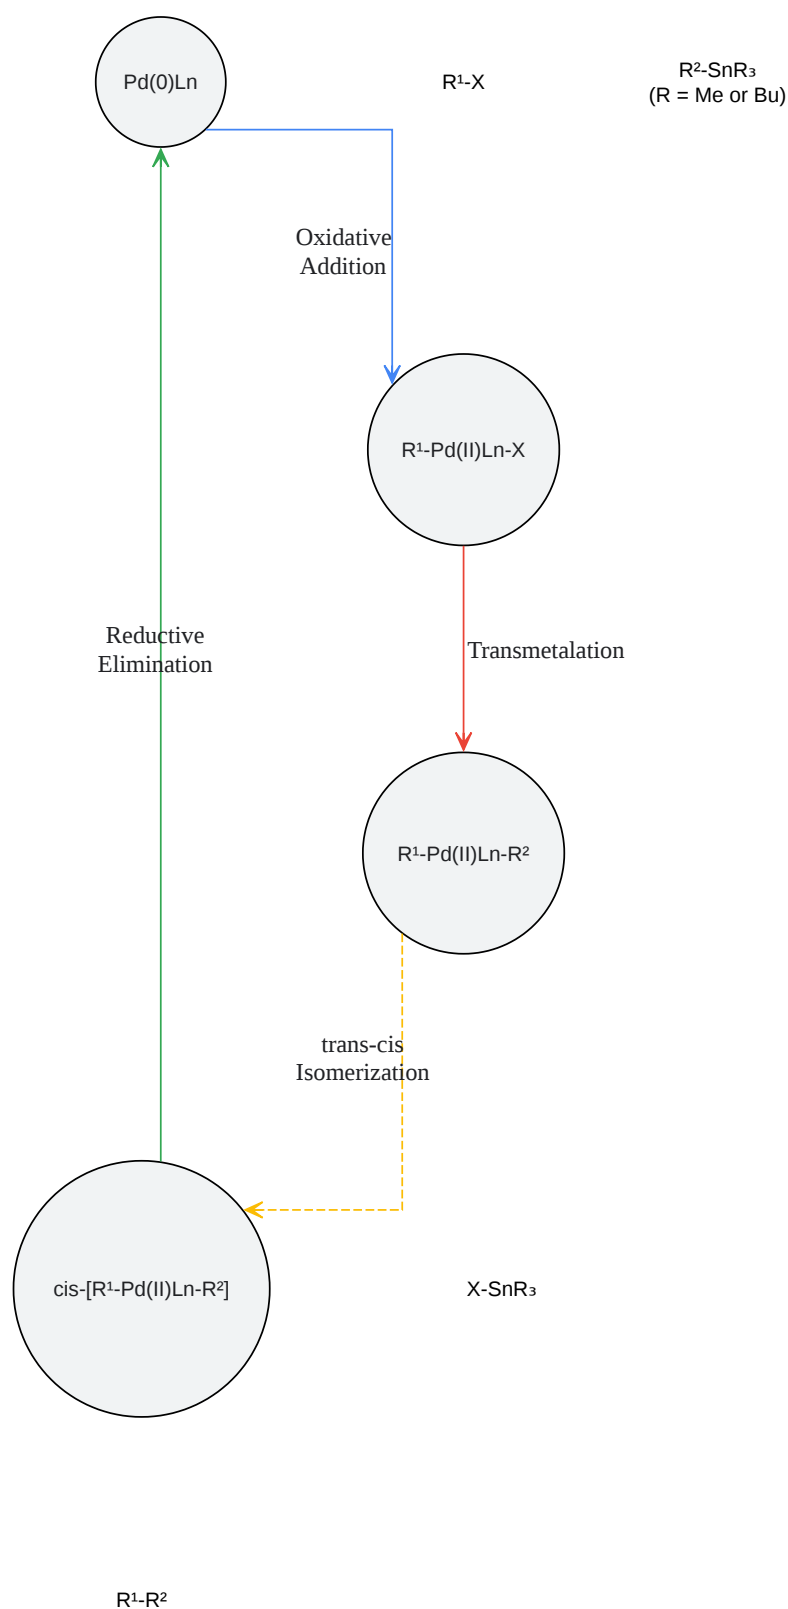 Pd(0)Ln
R¹-X
R²-SnR₃
(R = Me or Bu)
Oxidative
Addition
R¹-Pd(II)Ln-X
Reductive
Elimination
Transmetalation
R¹-Pd(II)Ln-R²
trans-cis
Isomerization
cis-[R¹-Pd(II)Ln-R²]
X-SnR₃
R¹-R²